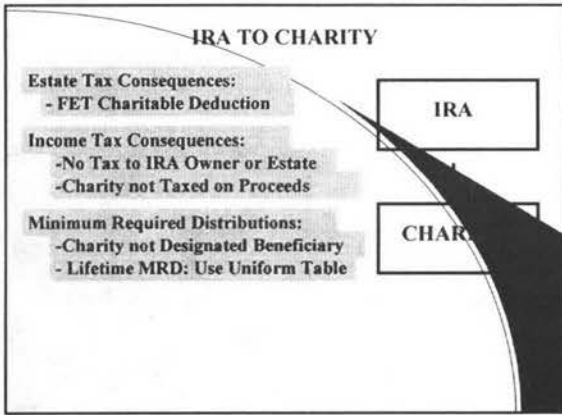 IRA TO CHARITY
Estate Tax Consequences:
- FET Charitable Deduction
Income Tax Consequences:
-No Tax to IRA Owner or Estate
-Charity not Taxed on Proceeds
Minimum Required Distributions:
-Charity not Designated Beneficiary
- Lifetime MRD: Use Uniform Table
IRA